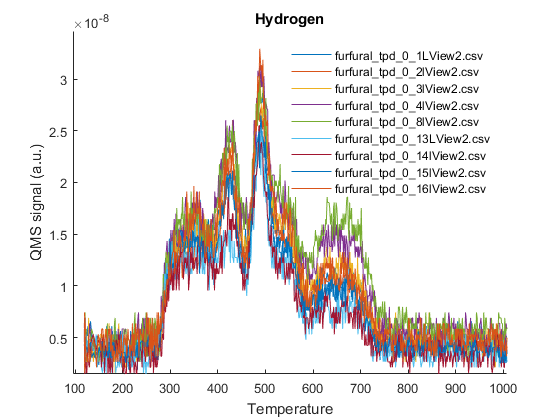 Hydrogen
×10⁻⁸
furfural_tpd_0_1LView2.csv
furfural_tpd_0_2lView2.csv
furfural_tpd_0_3lView2.csv
furfural_tpd_0_4lView2.csv
furfural_tpd_0_8lView2.csv
furfural_tpd_0_13LView2.csv
furfural_tpd_0_14lView2.csv
furfural_tpd_0_15lView2.csv
furfural_tpd_0_16lView2.csv
QMS signal (a.u.)
3
2.5
2
1.5
1
0.5
100 200 300 400 500 600 700 800 900 1000
Temperature